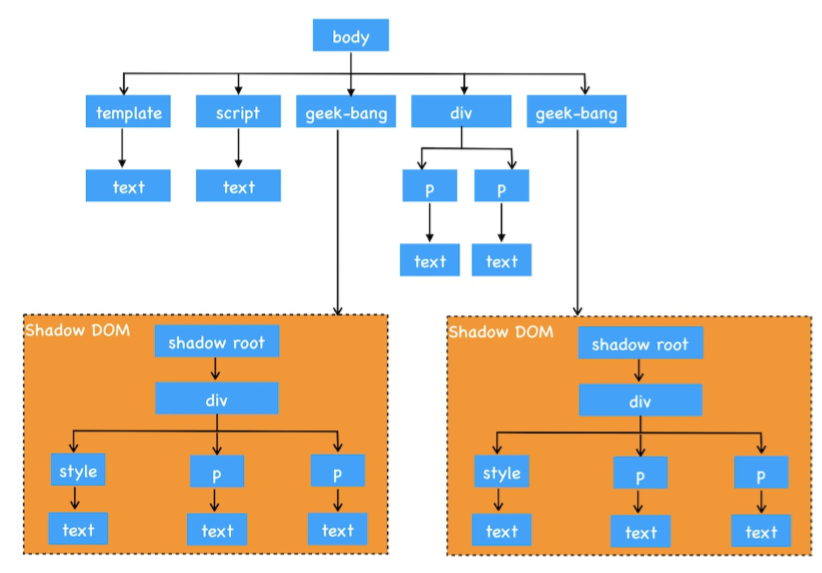 body
template
script
geek-bang
div
geek-bang
text
text
p
p
text
text
Shadow DOM
shadow root
div
style
p
p
text
text
text
Shadow DOM
shadow root
div
style
p
p
text
text
text